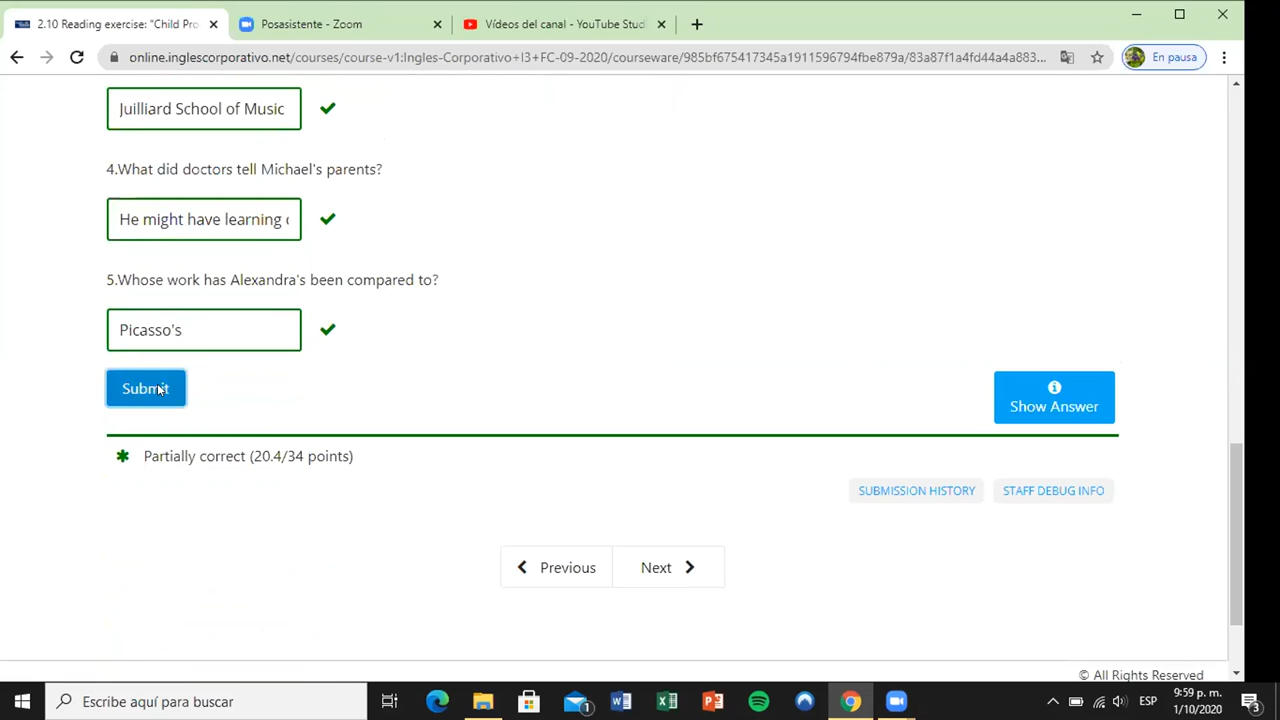 2.10 Reading exercise: "Child Pro
Posasistente - Zoom
Vídeos del canal - YouTube Stud
online.inglescorporativo.net/courses/course-v1:Ingles_Corporativo+I3+FC-09-2020/courseware/985bf675417345a1911596794fbe879a/83a87f1a4fd44a4a883...
En pausa
Juilliard School of Music
4.What did doctors tell Michael's parents?
He might have learning
5.Whose work has Alexandra's been compared to?
Picasso's
Submit
Show Answer
Partially correct (20.4/34 points)
SUBMISSION HISTORY
STAFF DEBUG INFO
Previous
Next
© All Rights Reserved
Escribe aquí para buscar
1
ESP
9:59 p. m.
1/10/2020
3